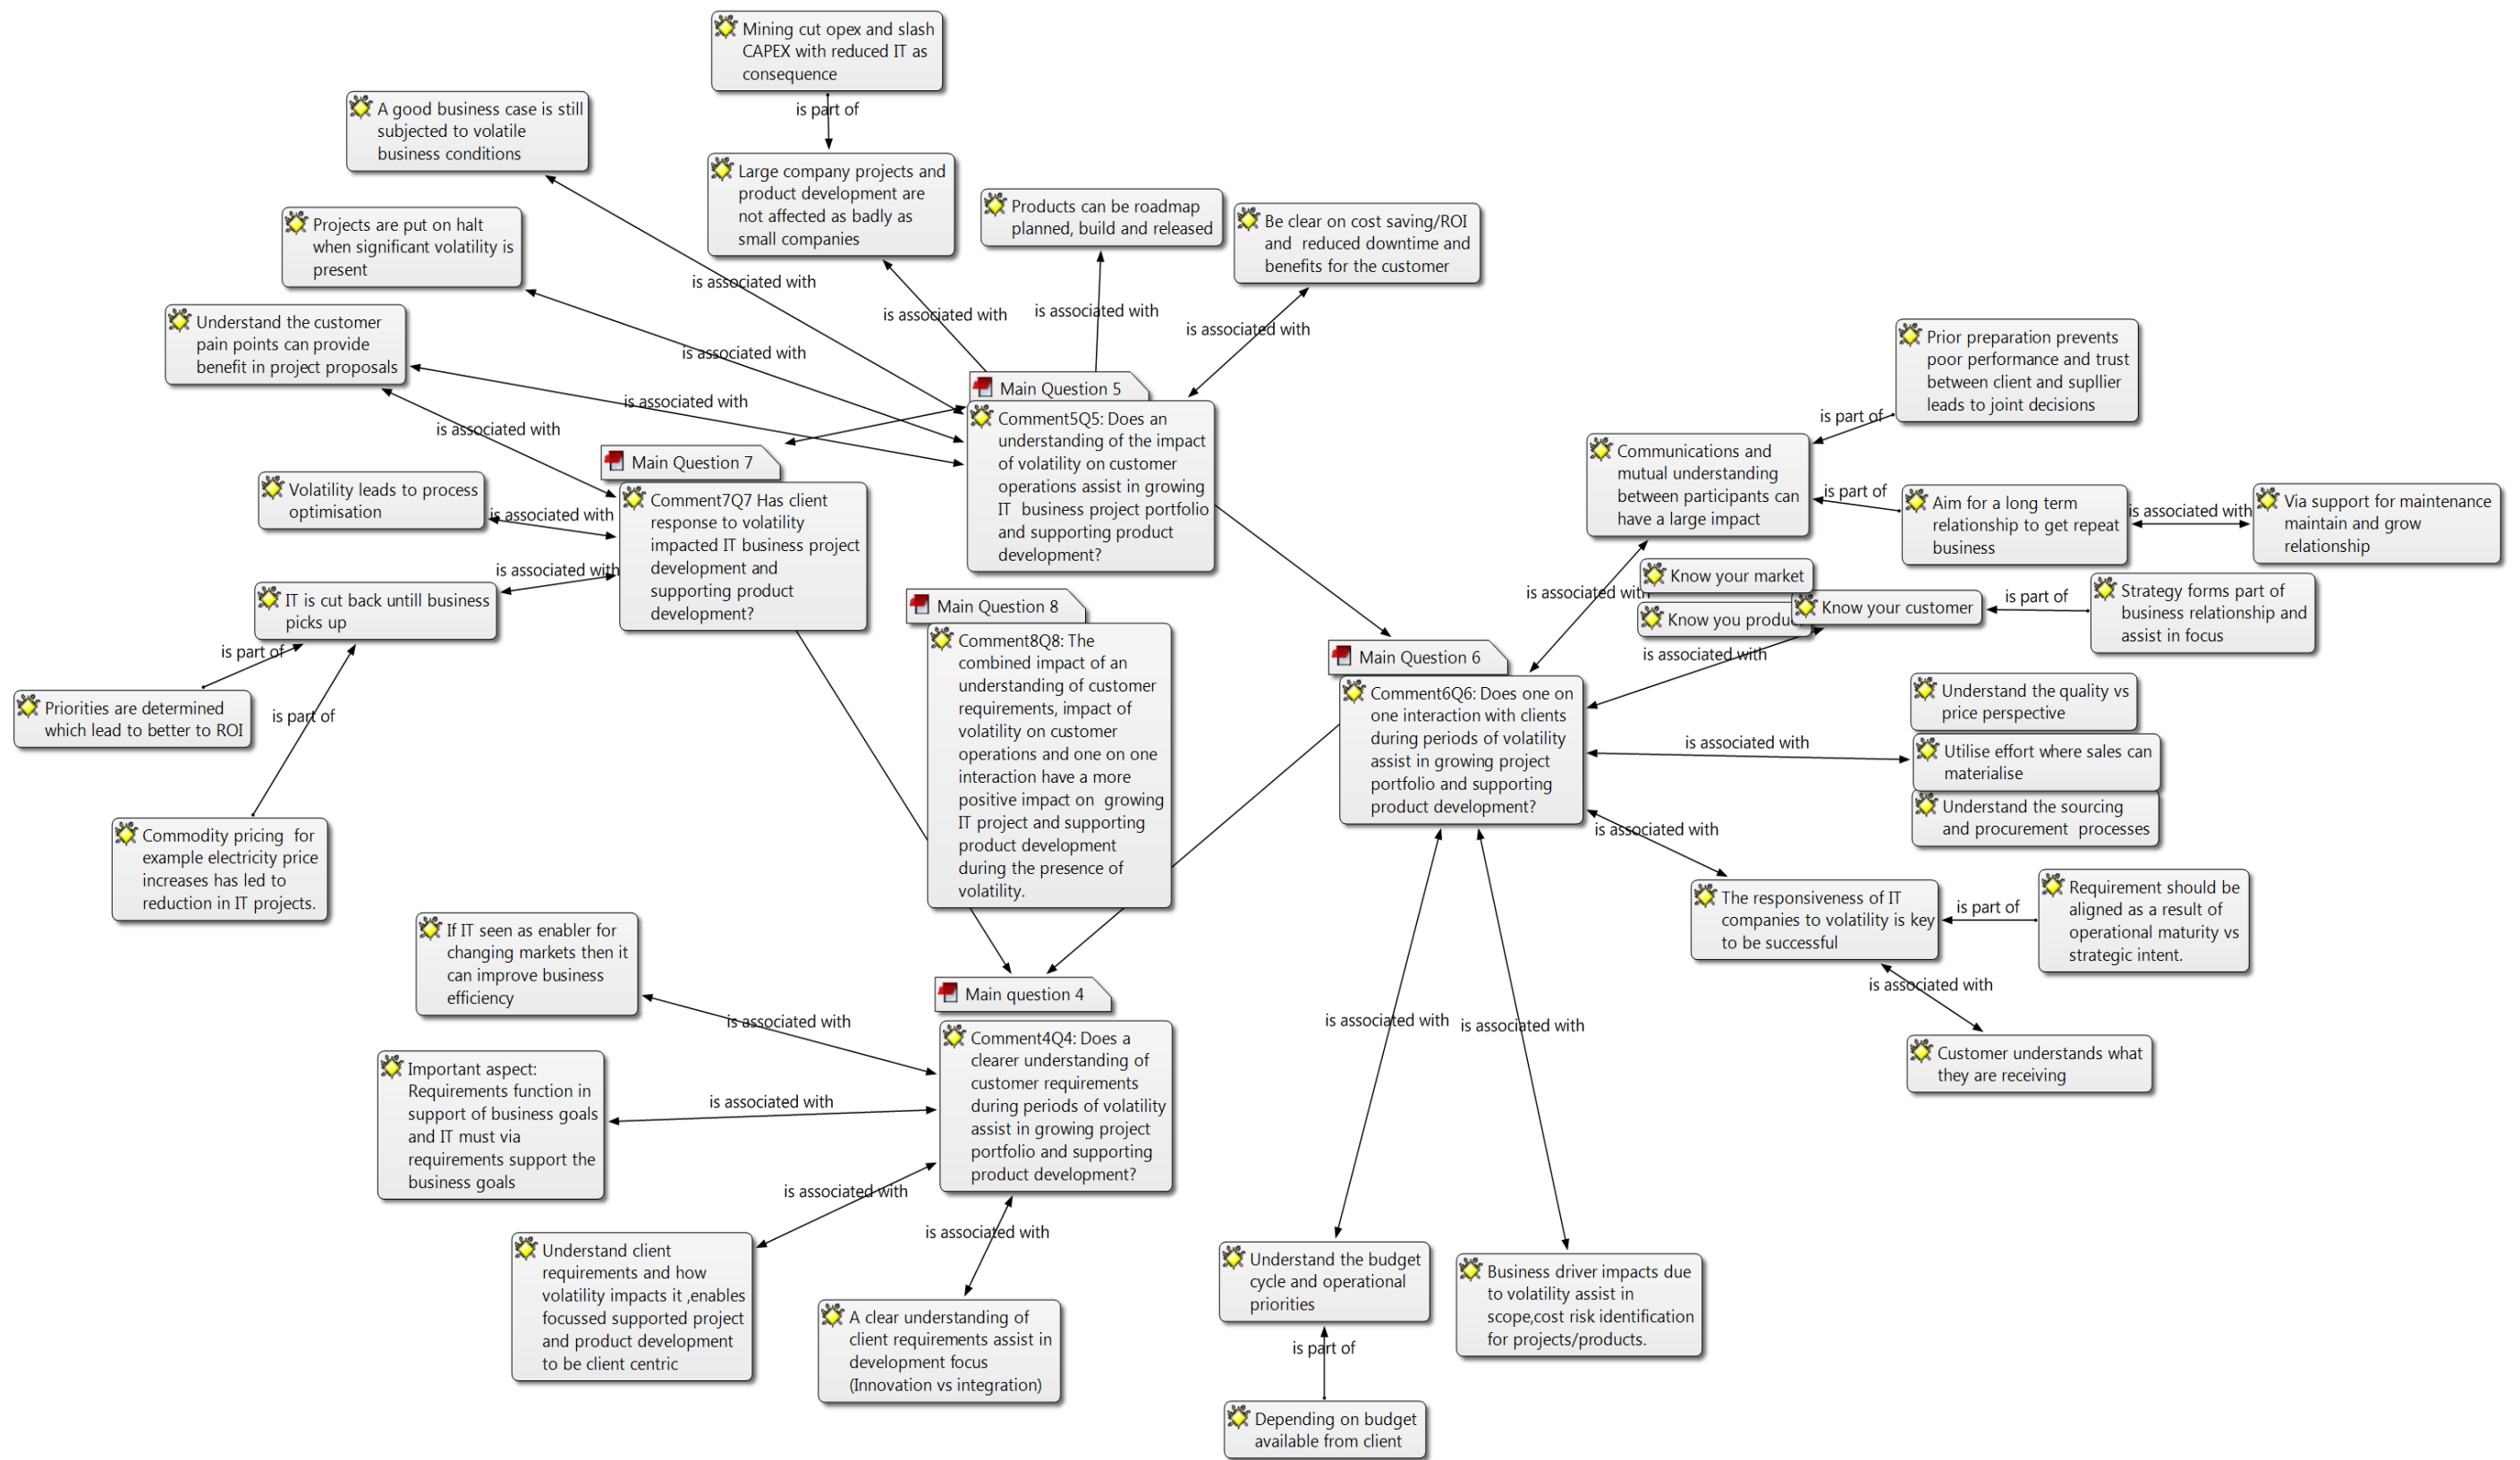 Mining cut opex and slash
CAPEX with reduced IT as
consequence
is part of
A good business case is still
subjected to volatile
business conditions
Large company projects and
product development are
not affected as badly as
small companies
Products can be roadmap
planned, build and released
Be clear on cost saving/ROI
and reduced downtime and
benefits for the customer
Projects are put on halt
when significant volatility is
present
is associated with
is associated with
is associated with
is associated with
Understand the customer
pain points can provide
benefit in project proposals
is associated with
is associated with
is associated with
Main Question 5
Comment5Q5: Does an
understanding of the impact
of volatility on customer
operations assist in growing
IT business project portfolio
and supporting product
development?
Main Question 7
Comment7Q7 Has client
response to volatility
impacted IT business project
development and
supporting product
development?
Volatility leads to process
optimisation
is associated with
is associated with
IT is cut back untill business
picks up
is part of
Priorities are determined
which lead to better to ROI
is part of
Commodity pricing for
example electricity price
increases has led to
reduction in IT projects.
Main Question 8
Comment8Q8: The
combined impact of an
understanding of customer
requirements, impact of
volatility on customer
operations and one on one
interaction have a more
positive impact on growing
IT project and supporting
product development
during the presence of
volatility.
Prior preparation prevents
poor performance and trust
between client and supllier
leads to joint decisions
is part of
Communications and
mutual understanding
between participants can
have a large impact
is part of
Aim for a long term
relationship to get repeat
business
is associated with
Via support for maintenance
maintain and grow
relationship
is associated with
Know your market
Know you product
Know your customer
is part of
Strategy forms part of
business relationship and
assist in focus
is associated with
Main Question 6
Comment6Q6: Does one on
one interaction with clients
during periods of volatility
assist in growing project
portfolio and supporting
product development?
Understand the quality vs
price perspective
is associated with
Utilise effort where sales can
materialise
Understand the sourcing
and procurement processes
is associated with
The responsiveness of IT
companies to volatility is key
to be successful
is part of
Requirement should be
aligned as a result of
operational maturity vs
strategic intent.
is associated with
Customer understands what
they are receiving
If IT seen as enabler for
changing markets then it
can improve business
efficiency
is associated with
Main question 4
Comment4Q4: Does a
clearer understanding of
customer requirements
during periods of volatility
assist in growing project
portfolio and supporting
product development?
Important aspect:
Requirements function in
support of business goals
and IT must via
requirements support the
business goals
is associated with
is associated with
Understand client
requirements and how
volatility impacts it ,enables
focussed supported project
and product development
to be client centric
is associated with
A clear understanding of
client requirements assist in
development focus
(Innovation vs integration)
is associated with
is associated with
Understand the budget
cycle and operational
priorities
Business driver impacts due
to volatility assist in
scope,cost risk identification
for projects/products.
is part of
Depending on budget
available from client